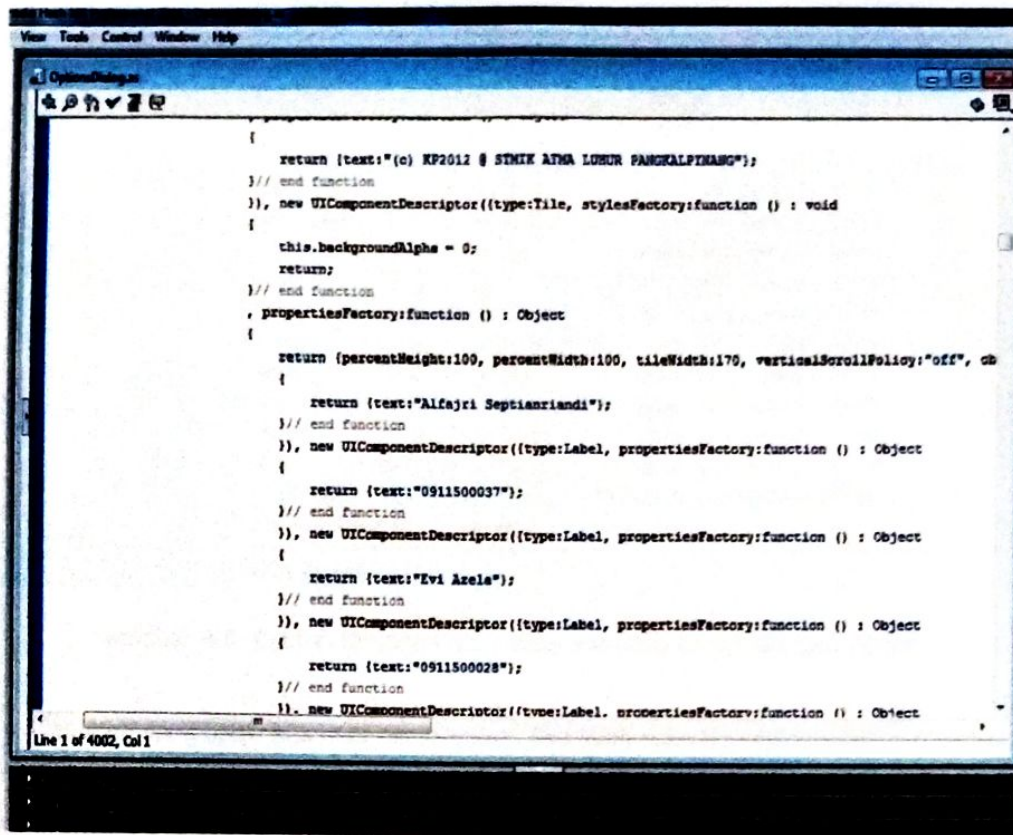 View Tools Control Window Help
OptionsDialog.as
{
return {text:"(c) KP2012 @ STMIK ATMA LUHUR PANGKALPINANG"};
}// end function
}), new UIComponentDescriptor({type:Tile, stylesFactory:function () : void
{
this.backgroundAlpha = 0;
return;
}// end function
, propertiesFactory:function () : Object
{
return {percentHeight:100, percentWidth:100, tileWidth:170, verticalScrollPolicy:"off", ch
{
return {text:"Alfajri Septianriandi"};
}// end function
}), new UIComponentDescriptor({type:Label, propertiesFactory:function () : Object
{
return {text:"0911500037"};
}// end function
}), new UIComponentDescriptor({type:Label, propertiesFactory:function () : Object
{
return {text:"Evi Azela"};
}// end function
}), new UIComponentDescriptor({type:Label, propertiesFactory:function () : Object
{
return {text:"0911500028"};
}// end function
}), new UIComponentDescriptor({type:Label, propertiesFactory:function () : Object
Line 1 of 4002, Col 1